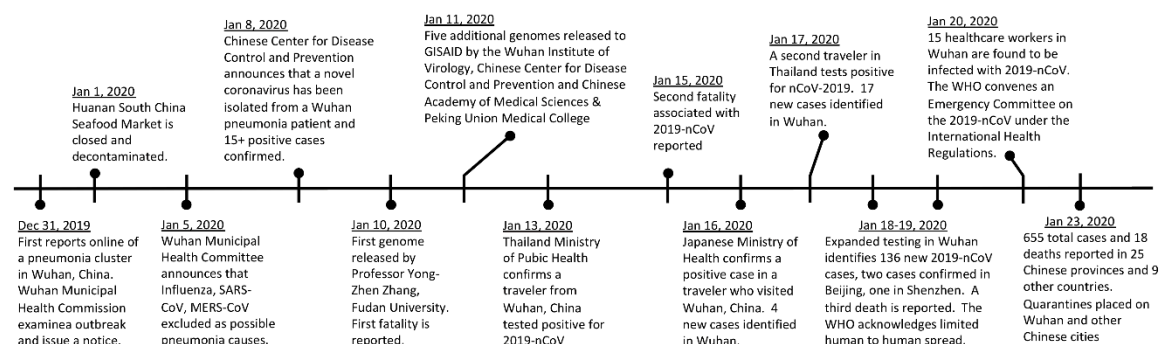 Jan 1, 2020
Huanan South China
Seafood Market is
closed and
decontaminated.
Jan 8, 2020
Chinese Center for Disease
Control and Prevention
announces that a novel
coronavirus has been
isolated from a Wuhan
pneumonia patient and
15+ positive cases
confirmed.
Jan 11, 2020
Five additional genomes released to
GISAID by the Wuhan Institute of
Virology, Chinese Center for Disease
Control and Prevention and Chinese
Academy of Medical Sciences &
Peking Union Medical College
Jan 15, 2020
Second fatality
associated with
2019-nCoV
reported
Jan 17, 2020
A second traveler in
Thailand tests positive
for nCoV-2019. 17
new cases identified
in Wuhan.
Jan 20, 2020
15 healthcare workers in
Wuhan are found to be
infected with 2019-nCoV.
The WHO convenes an
Emergency Committee on
the 2019-nCoV under the
International Health
Regulations.
Dec 31, 2019
First reports online of
a pneumonia cluster
in Wuhan, China.
Wuhan Municipal
Health Commission
examinea outbreak
and issue a notice.
Jan 5, 2020
Wuhan Municipal
Health Committee
announces that
Influenza, SARS-
CoV, MERS-CoV
excluded as possible
pneumonia causes.
Jan 10, 2020
First genome
released by
Professor Yong-
Zhen Zhang,
Fudan University.
First fatality is
reported.
Jan 13, 2020
Thailand Ministry
of Pubic Health
confirms a
traveler from
Wuhan, China
tested positive for
2019-nCoV
Jan 16, 2020
Japanese Ministry of
Health confirms a
positive case in a
traveler who visited
Wuhan, China. 4
new cases identified
in Wuhan.
Jan 18-19, 2020
Expanded testing in Wuhan
identifies 136 new 2019-nCoV
cases, two cases confirmed in
Beijing, one in Shenzhen. A
third death is reported. The
WHO acknowledges limited
human to human spread.
Jan 23, 2020
655 total cases and 18
deaths reported in 25
Chinese provinces and 9
other countries.
Quarantines placed on
Wuhan and other
Chinese cities